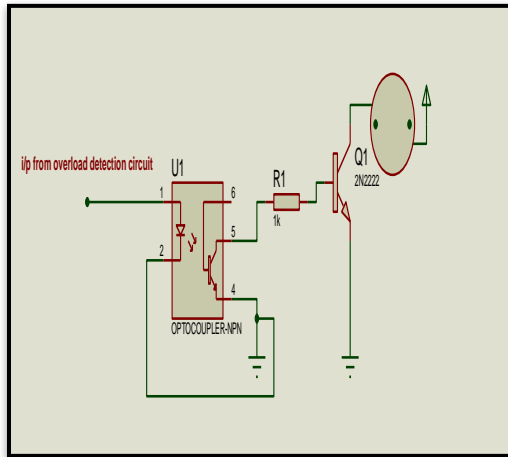 i/p from overload detection circuit
U1
1
2
6
5
4
OPTOCOUPLER-NPN
R1
1k
Q1
2N2222